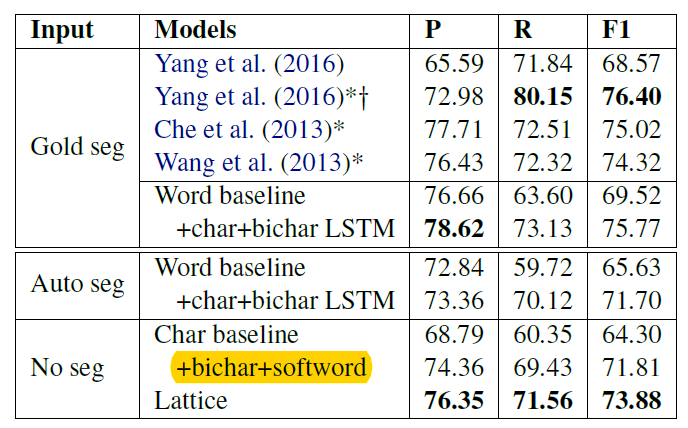 Input Models P R F1
Gold seg Yang et al. (2016) 65.59 71.84 68.57
Yang et al. (2016)*† 72.98 80.15 76.40
Che et al. (2013)* 77.71 72.51 75.02
Wang et al. (2013)* 76.43 72.32 74.32
Word baseline 76.66 63.60 69.52
+char+bichar LSTM 78.62 73.13 75.77
Auto seg Word baseline 72.84 59.72 65.63
+char+bichar LSTM 73.36 70.12 71.70
No seg Char baseline 68.79 60.35 64.30
+bichar+softword 74.36 69.43 71.81
Lattice 76.35 71.56 73.88